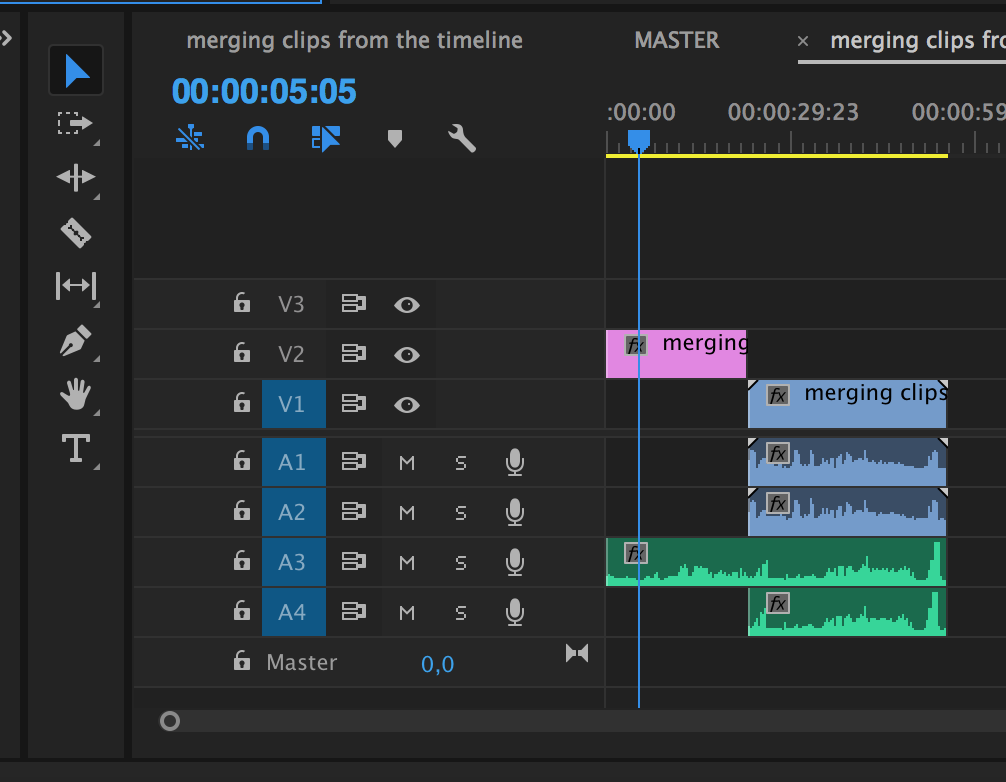 merging clips from the timeline MASTER × merging clips fro
00:00:05:05
:00:00 00:00:29:23 00:00:59
T
V3
V2 fx merging
V1 fx merging clips
A1 M S fx
A2 M S fx
A3 M S fx
A4 M S fx
Master 0,0